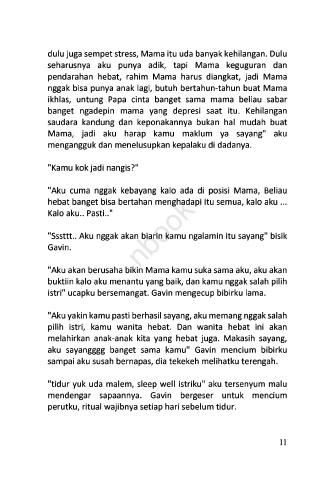 dulu juga sempet stress, Mama itu uda banyak kehilangan. Dulu
seharusnya aku punya adik, tapi Mama keguguran dan
pendarahan hebat, rahim Mama harus diangkat, jadi Mama
nggak bisa punya anak lagi, butuh bertahun-tahun buat Mama
ikhlas, untung Papa cinta banget sama mama beliau sabar
banget ngadepin mama yang depresi saat itu. Kehilangan
saudara kandung dan keponakannya bukan hal mudah buat
Mama, jadi aku harap kamu maklum ya sayang" aku
mengangguk dan menelusupkan kepalaku di dadanya.
"Kamu kok jadi nangis?"
"Aku cuma nggak kebayang kalo ada di posisi Mama, Beliau
hebat banget bisa bertahan menghadapi itu semua, kalo aku ...
Kalo aku.. Pasti.."
"Sssttt.. Aku nggak akan biarin kamu ngalamin itu sayang" bisik
Gavin.
"Aku akan berusaha bikin Mama kamu suka sama aku, aku akan
buktiin kalo aku menantu yang baik, dan kamu nggak salah pilih
istri" ucapku bersemangat. Gavin mengecup bibirku lama.
"Aku yakin kamu pasti berhasil sayang, aku memang nggak salah
pilih istri, kamu wanita hebat. Dan wanita hebat ini akan
melahirkan anak-anak kita yang hebat juga. Makasih sayang,
aku sayangggg banget sama kamu" Gavin mencium bibirku
sampai aku susah bernapas, dia tekekeh melihatku terengah.
"tidur yuk uda malem, sleep well istriku" aku tersenyum malu
mendengar sapaannya. Gavin bergeser untuk mencium
perutku, ritual wajibnya setiap hari sebelum tidur.
11